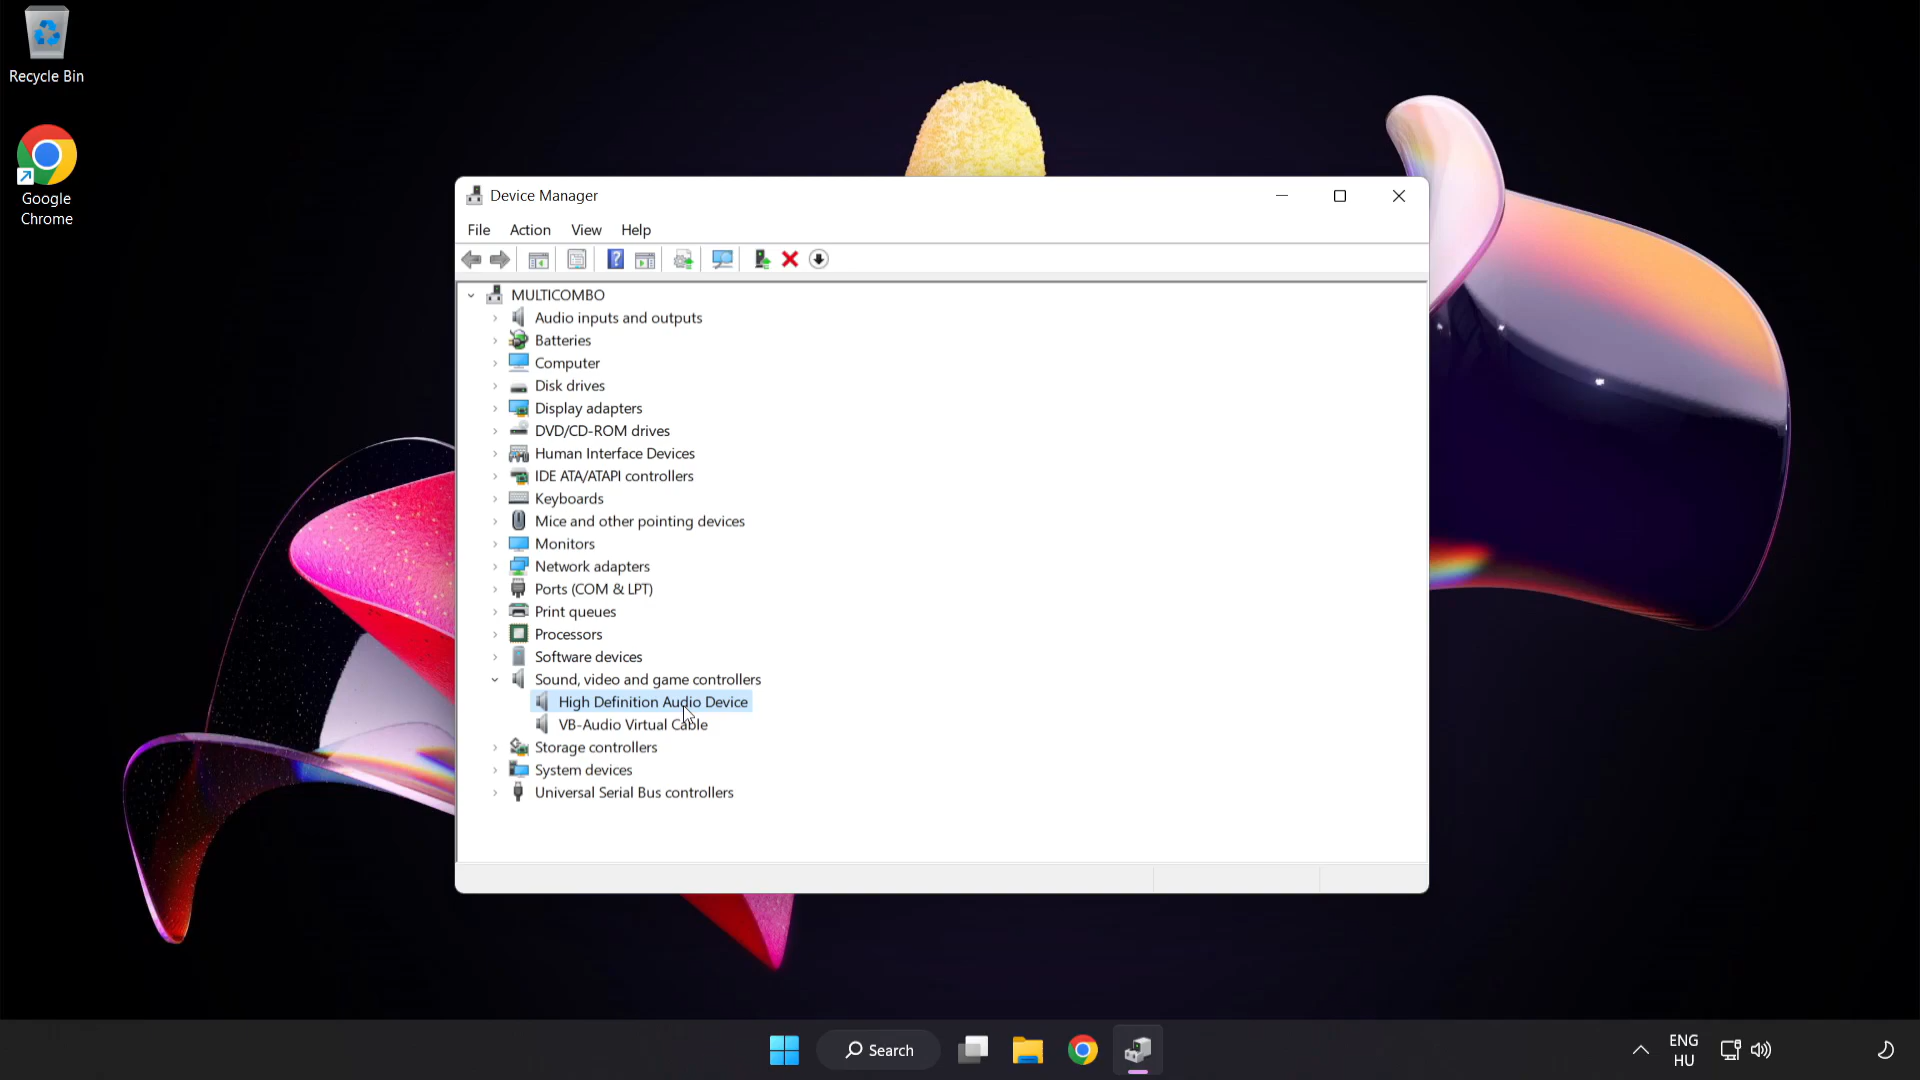 Recycle Bin
Google
Chrome
Device Manager
File Action View Help
MULTICOMBO
Audio inputs and outputs
Batteries
Computer
Disk drives
Display adapters
DVD/CD-ROM drives
Human Interface Devices
IDE ATA/ATAPI controllers
Keyboards
Mice and other pointing devices
Monitors
Network adapters
Ports (COM & LPT)
Print queues
Processors
Software devices
Sound, video and game controllers
High Definition Audio Device
VB-Audio Virtual Cable
Storage controllers
System devices
Universal Serial Bus controllers
Search
ENG
HU